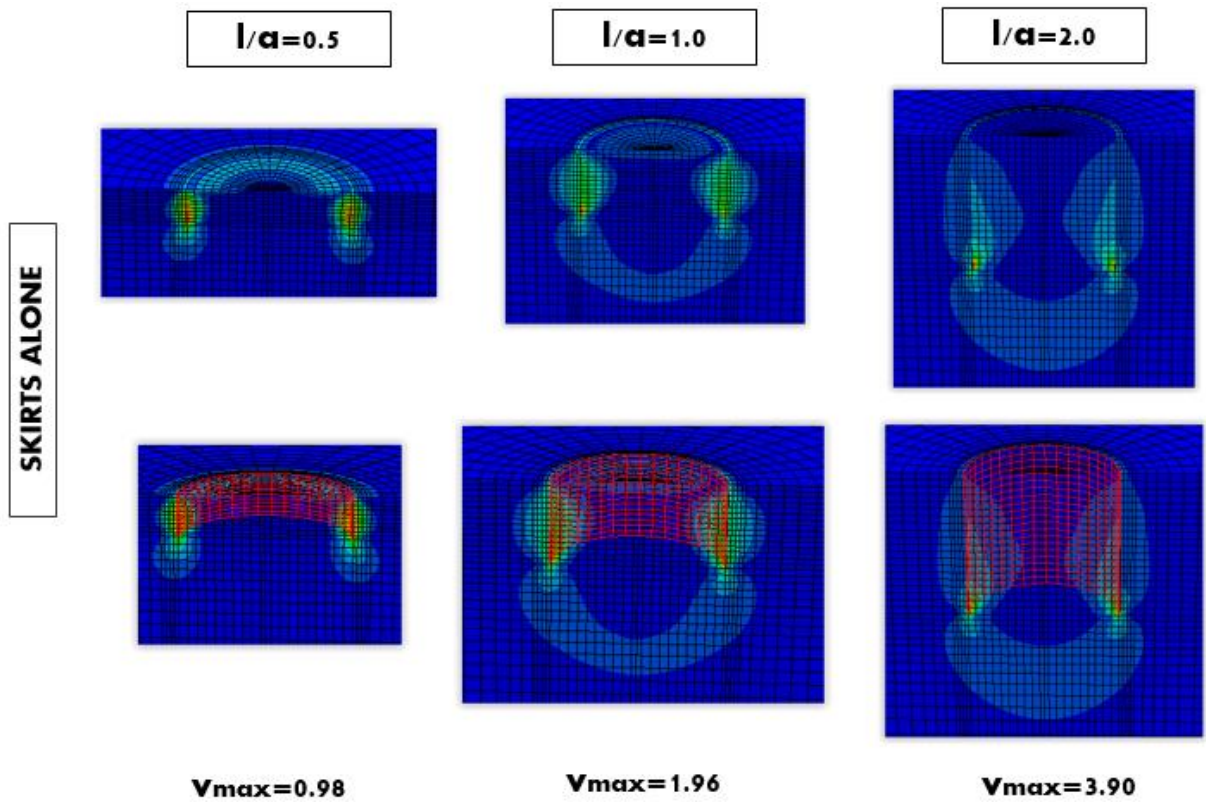 l/a=0.5
l/a=1.0
l/a=2.0
SKIRTS ALONE
vmax=0.98
vmax=1.96
vmax=3.90